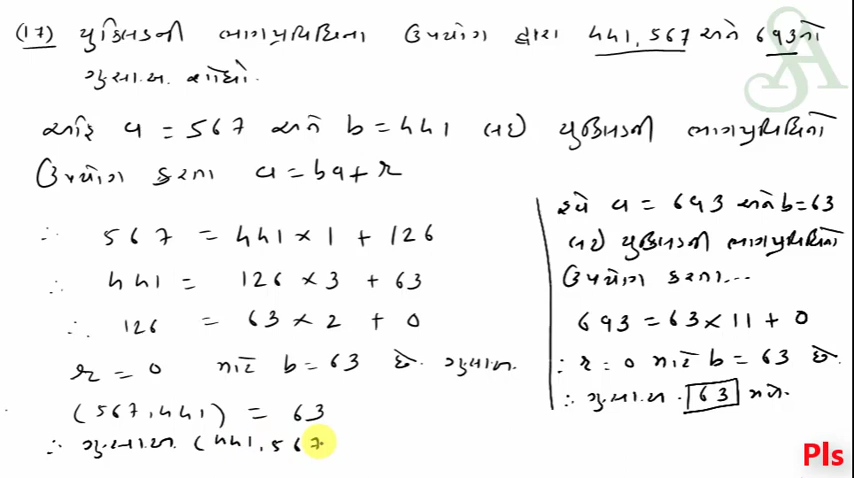 (17) યુક્લિડની ભાગપ્રવિધિના ઉપયોગ દ્વારા 441, 567 અને 693નો
ગુ.સા.અ. શોધો.
અહીં a = 567 અને b = 441 લઈ યુક્લિડની ભાગપ્રવિધિનો
ઉપયોગ કરતા a = bq + r
∴ 567 = 441 × 1 + 126
∴ 441 = 126 × 3 + 63
∴ 126 = 63 × 2 + 0
r = 0 માટે b = 63 છે. ગુ.સા.અ.
(567, 441) = 63
∴ ગુ.સા.અ. (441, 567
હવે a = 693 અને b = 63
લઈ યુક્લિડની ભાગપ્રવિધિનો
ઉપયોગ કરતા...
693 = 63 × 11 + 0
∴ r = 0 માટે b = 63 છે.
∴ ગુ.સા.અ. 63 મળે.
Pls